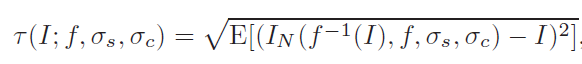 τ(I; f, σ_s, σ_c) = √E[(I_N(f^{-1}(I), f, σ_s, σ_c) − I)^2],